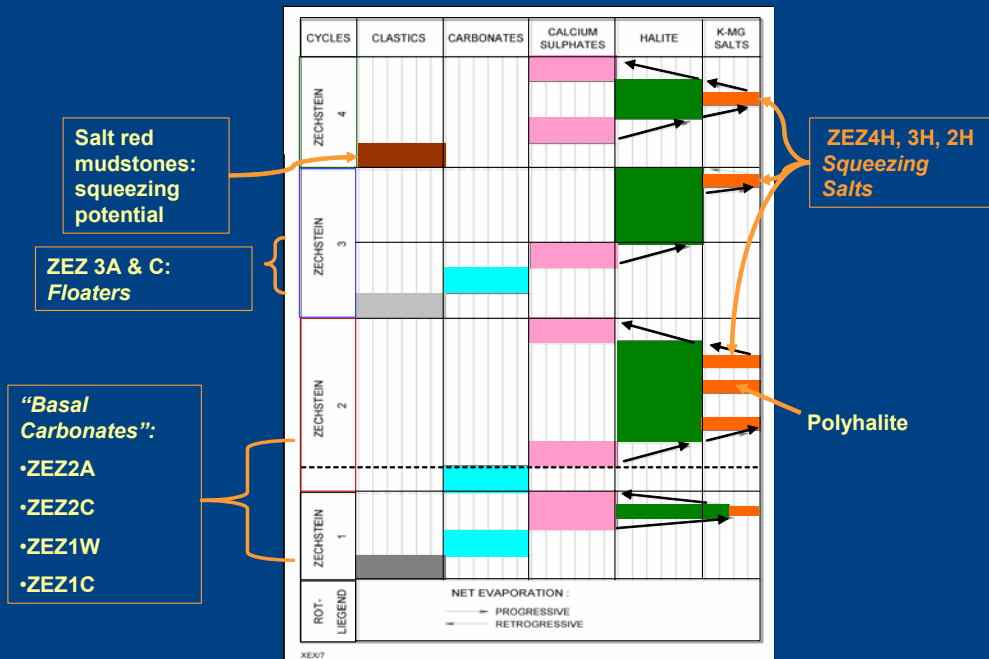 CYCLES
CLASTICS
CARBONATES
CALCIUM
SULPHATES
HALITE
K-MG
SALTS
ZECHSTEIN
4
ZECHSTEIN
3
ZECHSTEIN
2
ZECHSTEIN
1
ROT-
LIEGEND
NET EVAPORATION :
PROGRESSIVE
RETROGRESSIVE
XEX/7
Salt red
mudstones:
squeezing
potential
ZEZ 3A & C:
Floaters
“Basal
Carbonates”:
•ZEZ2A
•ZEZ2C
•ZEZ1W
•ZEZ1C
ZEZ4H, 3H, 2H
Squeezing
Salts
Polyhalite